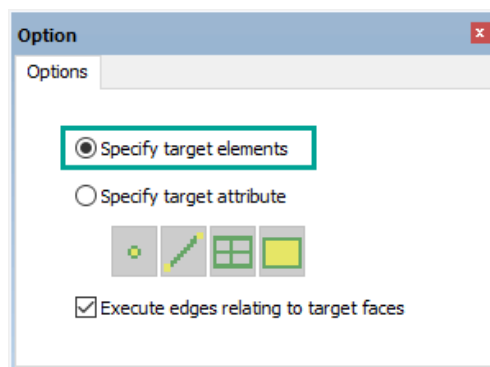 Option
Options
Specify target elements
Specify target attribute
Execute edges relating to target faces